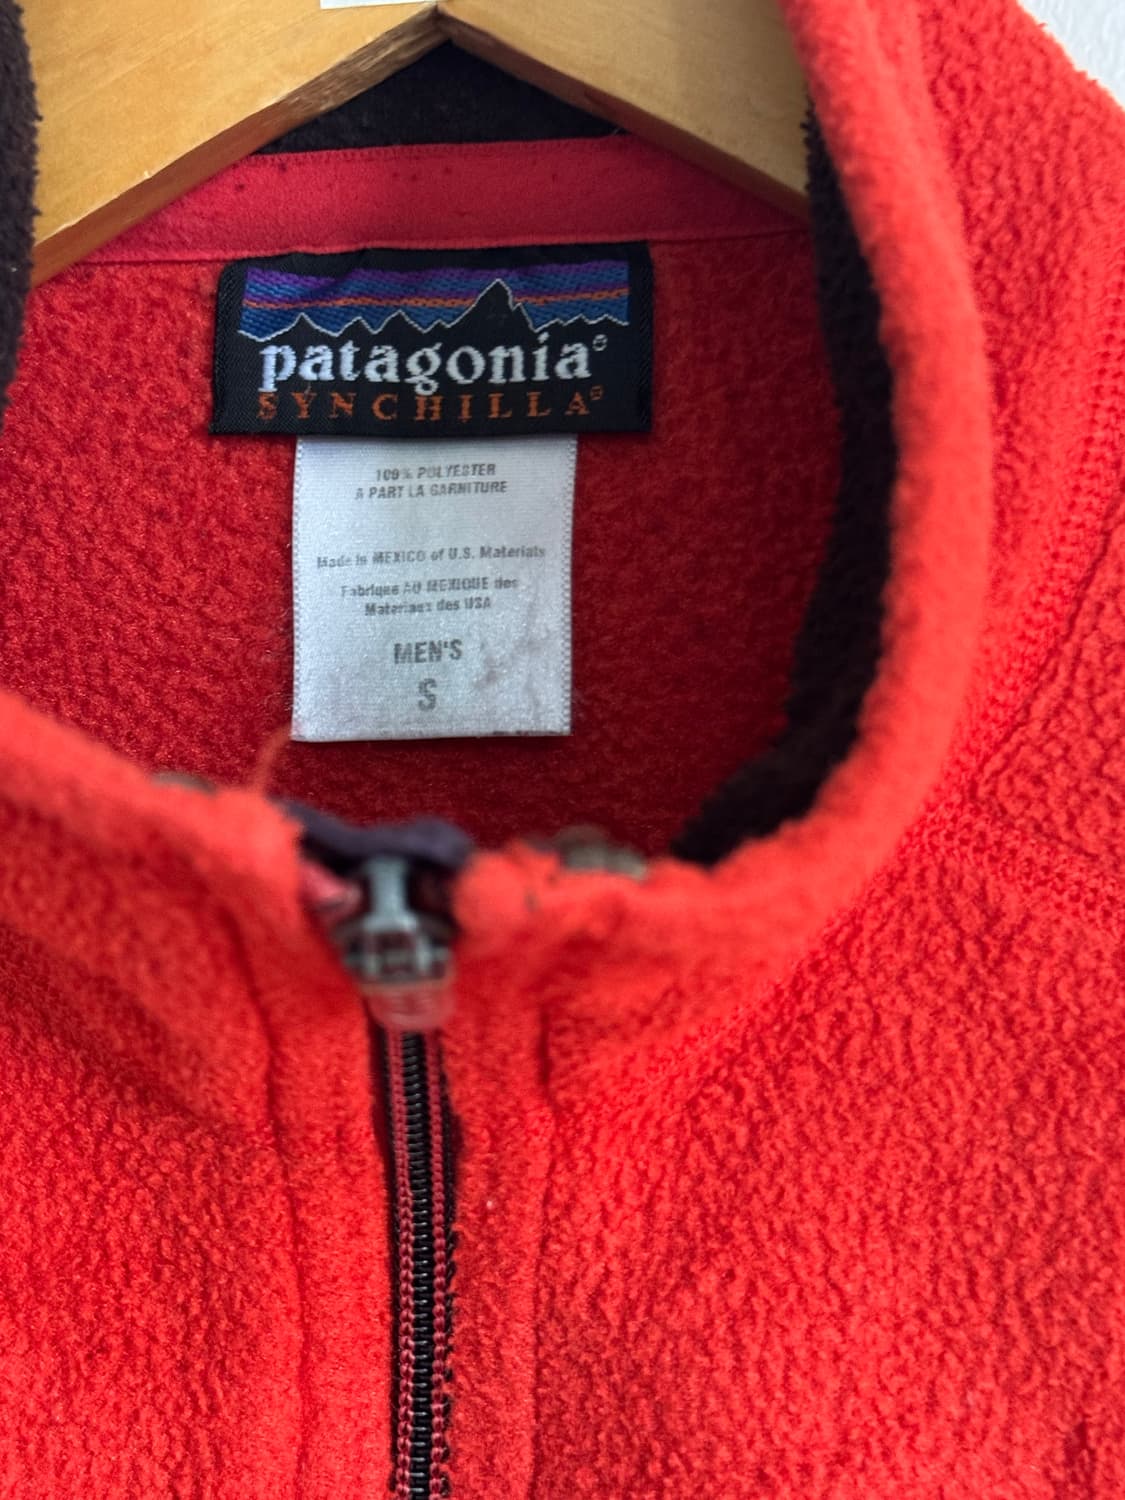 patagonia®
SYNCHILLA®
100% POLYESTER
A PART LA GARNITURE
Made in MEXICO of U.S. Materials
Fabriques AU MEXIQUE des
Materiaux des USA
MEN'S
S